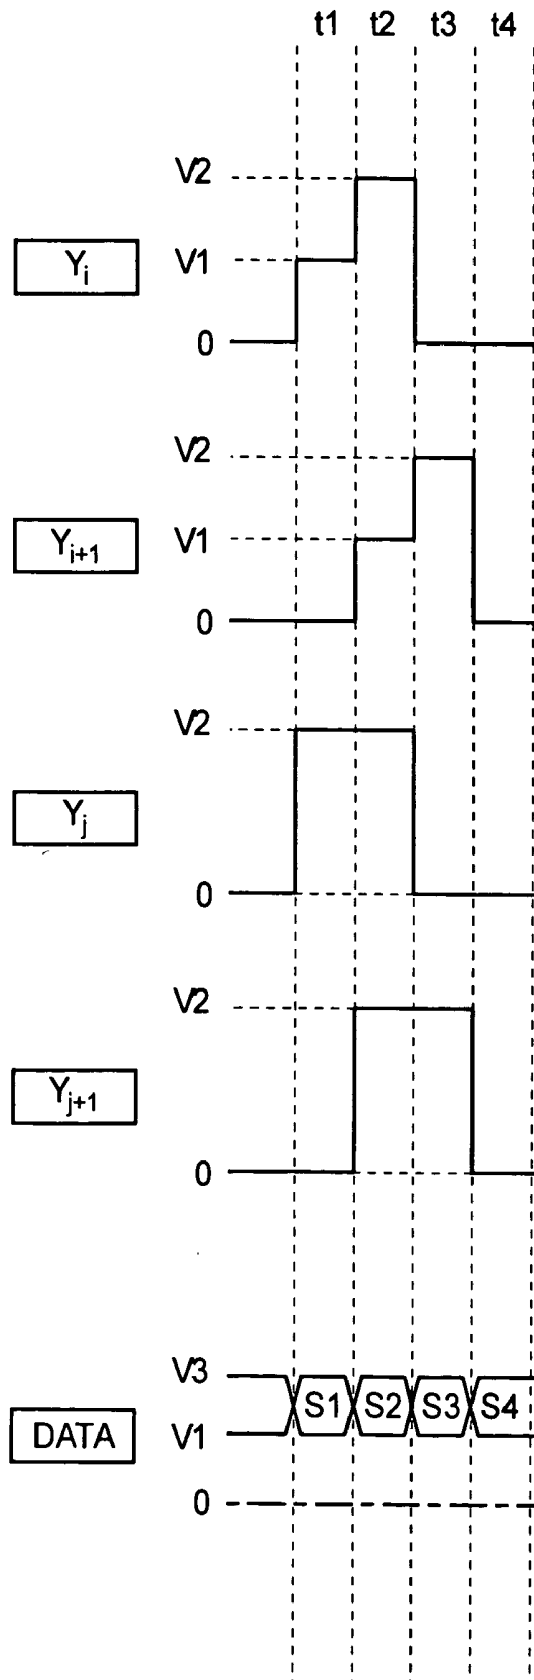 t1 t2 t3 t4
V2
Yi V1
0
V2
Yi+1 V1
0
V2
Yj
0
V2
Yj+1
0
V3
S1 S2 S3 S4
DATA V1
0